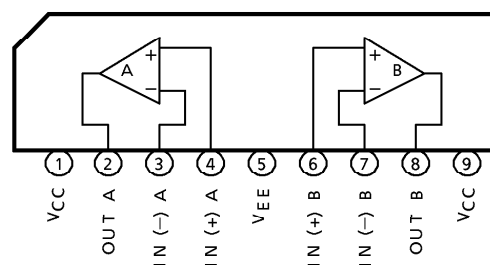 A
+
−
+
−
B
1
2
3
4
5
6
7
8
9
VCC
OUT A
IN (−) A
IN (+) A
VEE
IN (+) B
IN (−) B
OUT B
VCC